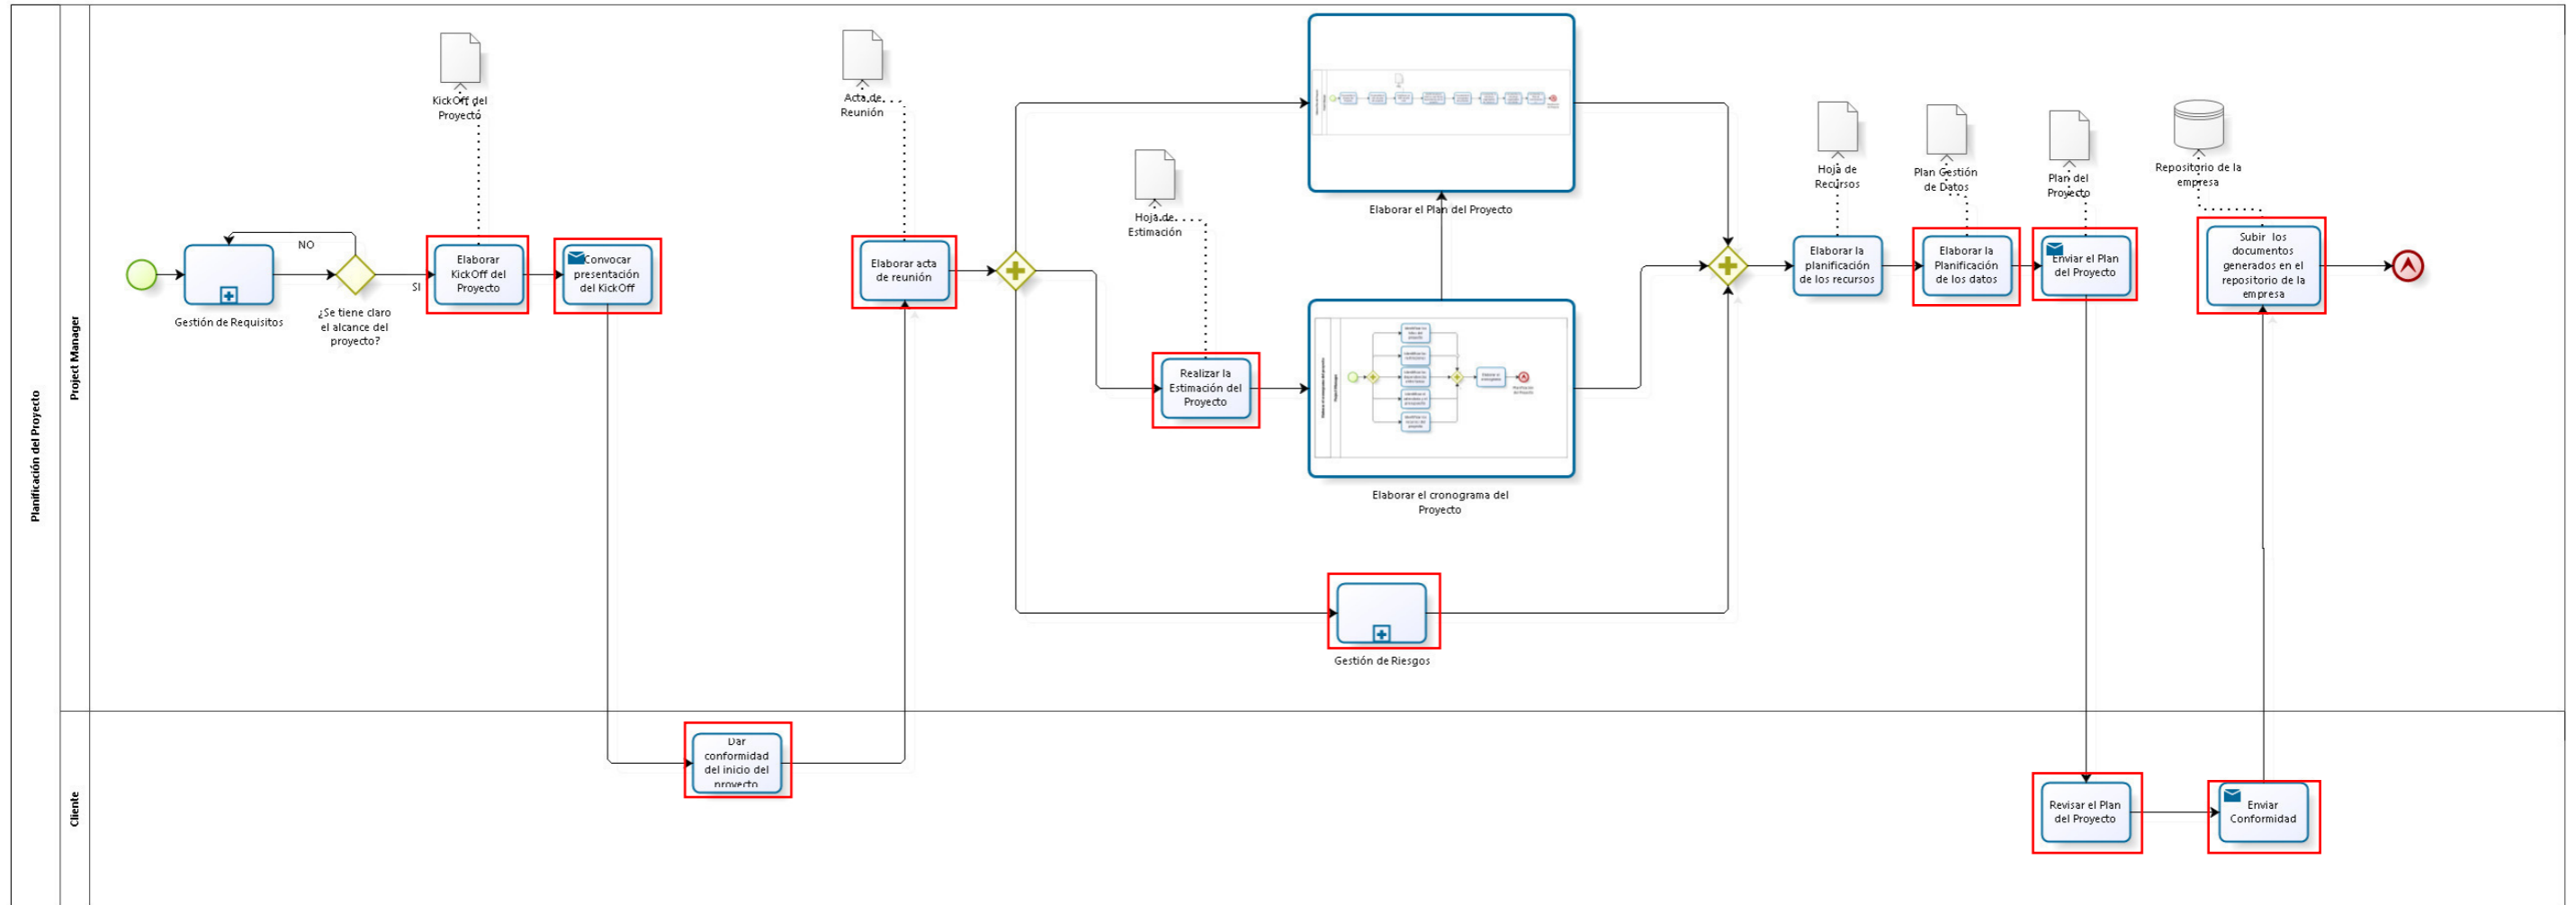 Planificación del Proyecto
Project Manager
Cliente
KickOff del
Proyecto
Acta de
Reunión
Hoja de
Estimación
Gestión de Requisitos
NO
SI
¿Se tiene claro
el alcance del
proyecto?
Elaborar
KickOff del
Proyecto
Convocar
presentación
del KickOff
Dar
conformidad
del inicio del
proyecto
Elaborar acta
de reunión
Realizar la
Estimación del
Proyecto
Elaborar el Plan del Proyecto
Elaborar el cronograma del
Proyecto
Gestión de Riesgos
Hoja de
Recursos
Plan Gestión
de Datos
Plan del
Proyecto
Repositorio de la
empresa
Elaborar la
planificación
de los recursos
Elaborar la
Planificación
de los datos
Enviar el Plan
del Proyecto
Subir los
documentos
generados en el
repositorio de la
empresa
Revisar el Plan
del Proyecto
Enviar
Conformidad